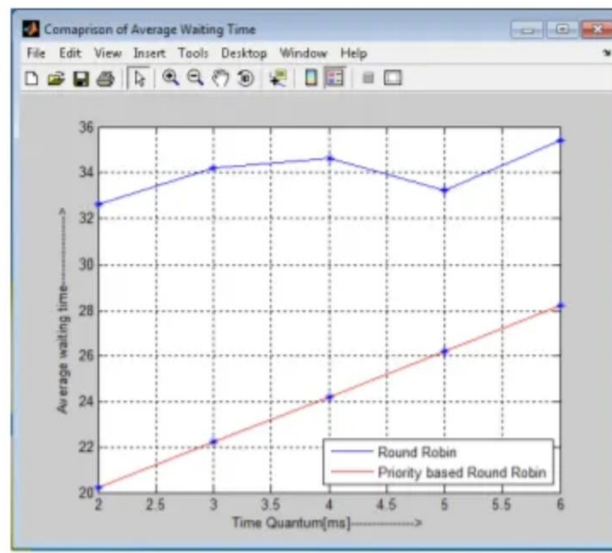 Comaprison of Average Waiting Time
File Edit View Insert Tools Desktop Window Help
36
34
32
30
28
26
24
22
20
Average waiting time--------------->
2 2.5 3 3.5 4 4.5 5 5.5 6
Time Quantum[ms]-------------->
Round Robin
Priority based Round Robin